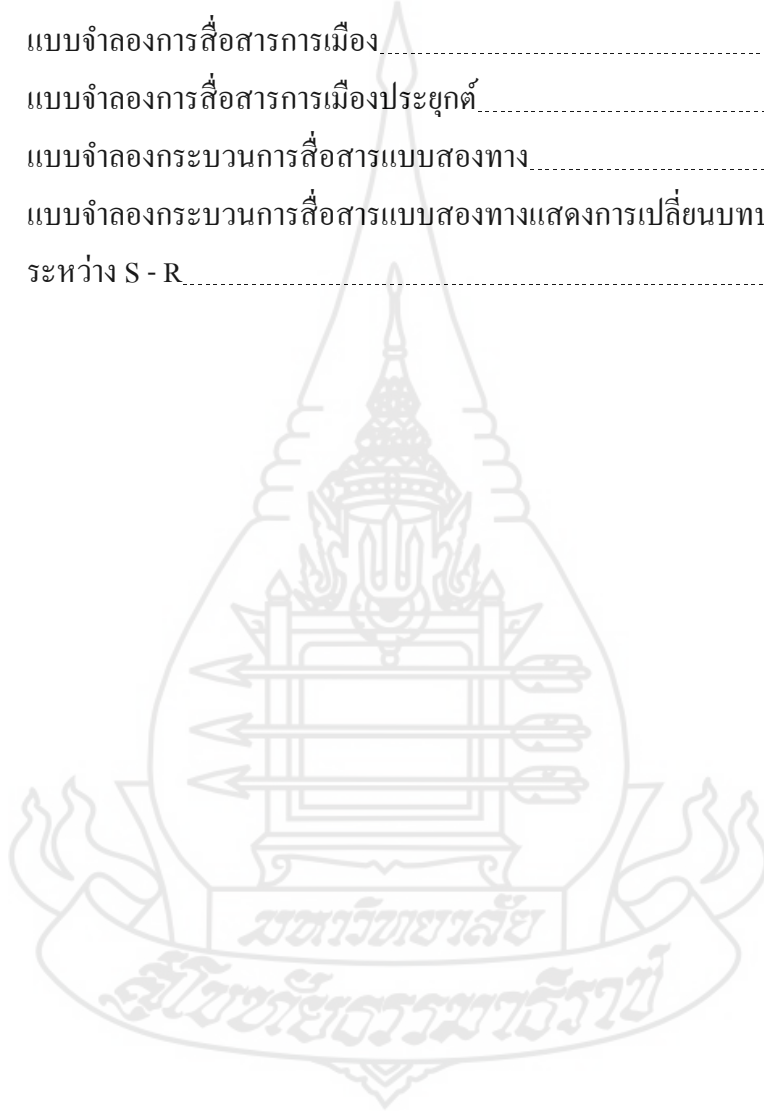 แบบจำลองการสื่อสารการเมือง
แบบจำลองการสื่อสารการเมืองประยุกต์
แบบจำลองกระบวนการสื่อสารแบบสองทาง
แบบจำลองกระบวนการสื่อสารแบบสองทางแสดงการเปลี่ยนบทบ
ระหว่าง S - R
มหาวิทยาลัย
สุโขทัยธรรมาธิราช